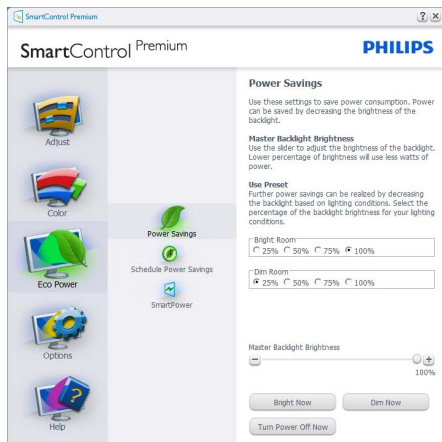 SmartControl Premium
? X
SmartControl Premium
PHILIPS
Adjust
Color
Eco Power
Options
Help
Power Savings
Schedule Power Savings
SmartPower
Power Savings
Use these settings to save power consumption. Power
can be saved by decreasing the brightness of the
backlight.
Master Backlight Brightness
Use the slider to adjust the brightness of the backlight.
Lower percentage of brightness will use less watts of
power.
Use Preset
Further power savings can be realized by decreasing
the backlight based on lighting conditions. Select the
percentage of the backlight brightness for your lighting
conditions.
Bright Room
25% 50% 75% 100%
Dim Room
25% 50% 75% 100%
Master Backlight Brightness
100%
Bright Now Dim Now
Turn Power Off Now